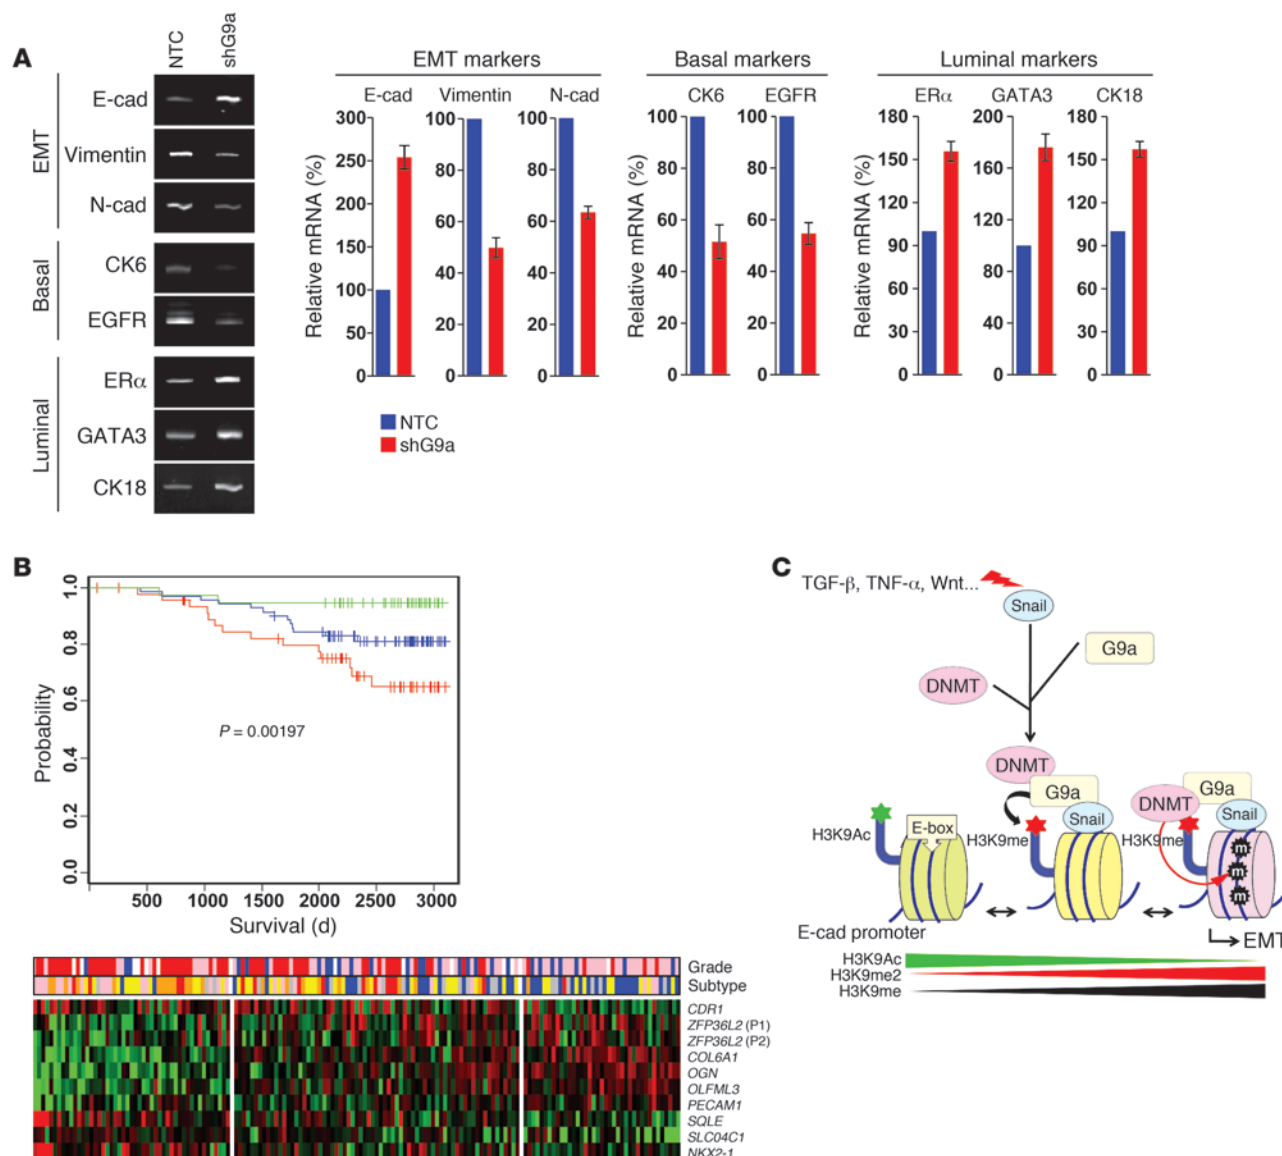 A
NTC
shG9a
EMT
E-cad
Vimentin
N-cad
Basal
CK6
EGFR
Luminal
ERα
GATA3
CK18
EMT markers
Basal markers
Luminal markers
E-cad
Vimentin
N-cad
CK6
EGFR
ERα
GATA3
CK18
Relative mRNA (%)
300
250
200
150
100
50
0
100
80
60
40
20
0
100
80
60
40
20
0
Relative mRNA (%)
100
80
60
40
20
0
100
80
60
40
20
0
Relative mRNA (%)
180
150
120
90
60
30
0
200
160
120
80
40
0
180
150
120
90
60
30
0
NTC
shG9a
B
Probability
1.0
0.8
0.6
0.4
0.2
0.0
P = 0.00197
500 1000 1500 2000 2500 3000
Survival (d)
Grade
Subtype
CDR1
ZFP36L2 (P1)
ZFP36L2 (P2)
COL6A1
OGN
OLFML3
PECAM1
SQLE
SLC04C1
NKX2-1
C
TGF-β, TNF-α, Wnt...
Snail
G9a
DNMT
DNMT
G9a
Snail
H3K9Ac
E-box
H3K9me
G9a
DNMT
Snail
H3K9me
m
m
m
E-cad promoter
EMT
H3K9Ac
H3K9me2
H3K9me